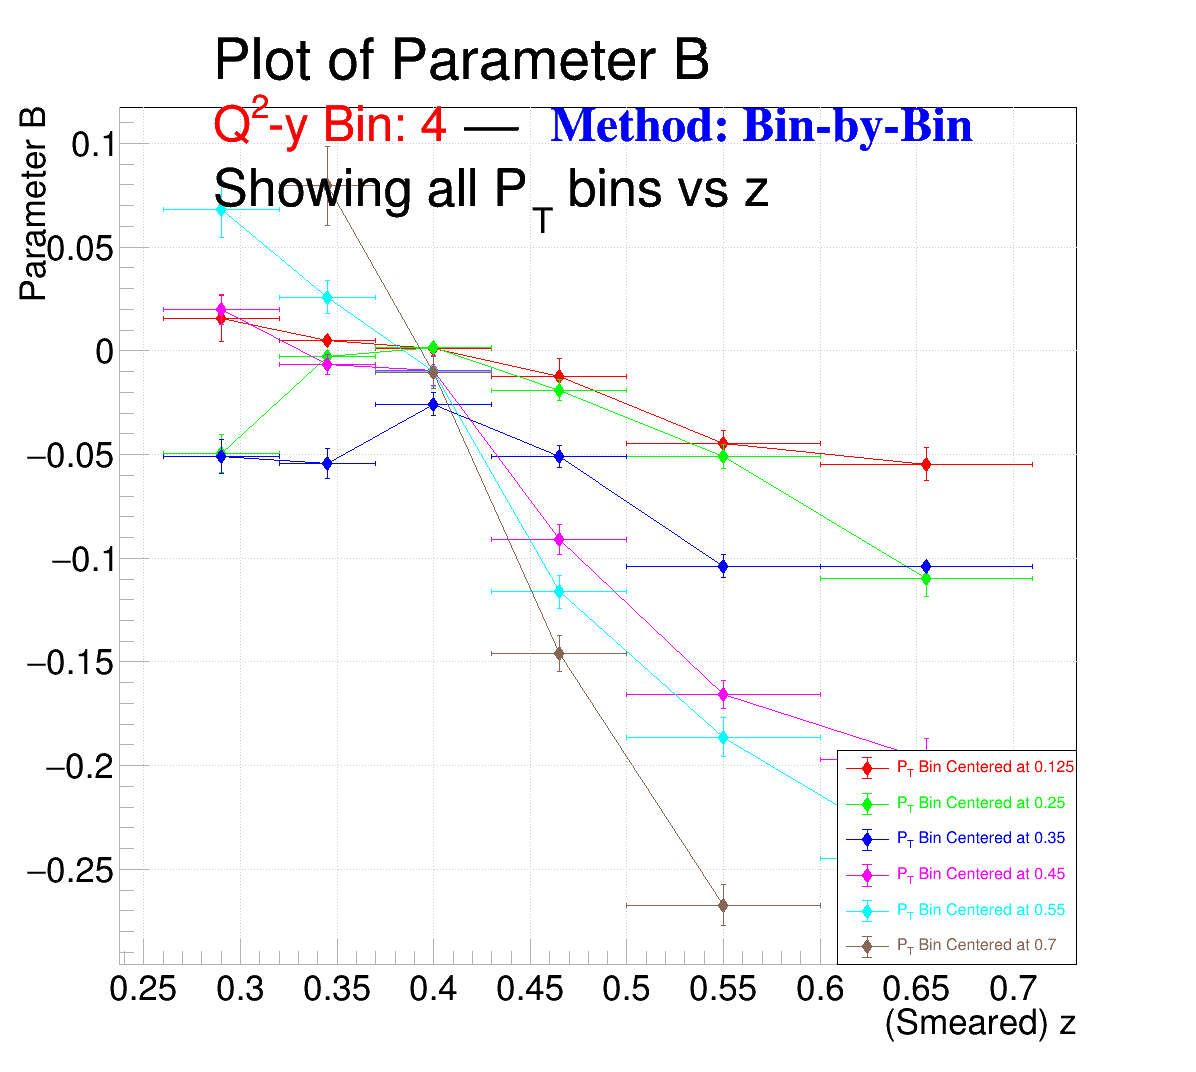 Plot of Parameter B
Q2-y Bin: 4 — Method: Bin-by-Bin
Showing all PT bins vs z
Parameter B
0.1
0.05
0
−0.05
−0.1
−0.15
−0.2
−0.25
PT Bin Centered at 0.125
PT Bin Centered at 0.25
PT Bin Centered at 0.35
PT Bin Centered at 0.45
PT Bin Centered at 0.55
PT Bin Centered at 0.7
0.25 0.3 0.35 0.4 0.45 0.5 0.55 0.6 0.65 0.7
(Smeared) z